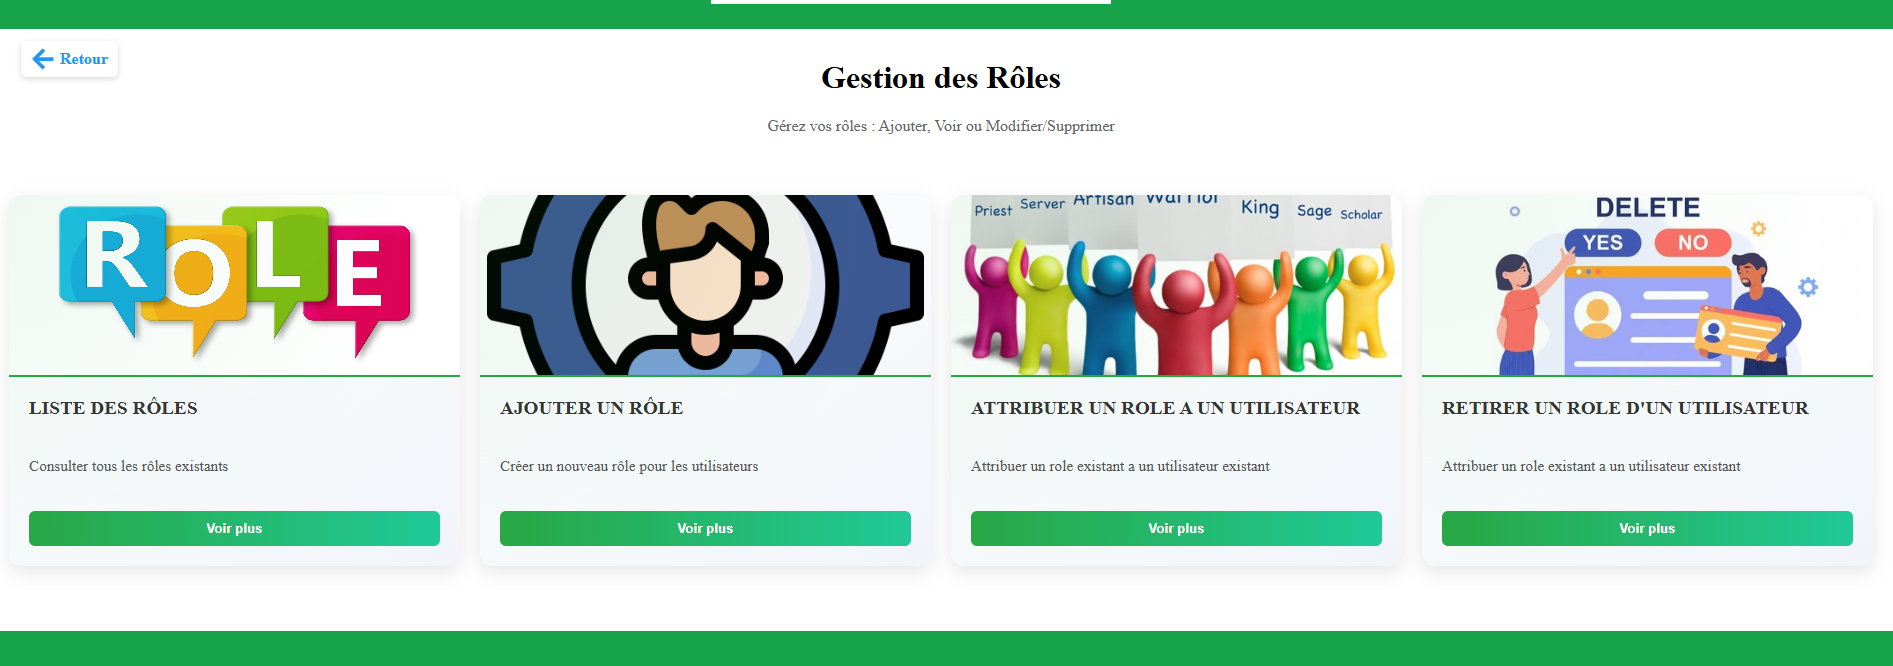 Retour
Gestion des Rôles
Gérez vos rôles : Ajouter, Voir ou Modifier/Supprimer
ROLE
LISTE DES RÔLES
Consulter tous les rôles existants
Voir plus
AJOUTER UN RÔLE
Créer un nouveau rôle pour les utilisateurs
Voir plus
Priest Server Artisan Warrior King Sage Scholar
ATTRIBUER UN ROLE A UN UTILISATEUR
Attribuer un role existant a un utilisateur existant
Voir plus
DELETE
YES NO
RETIRER UN ROLE D'UN UTILISATEUR
Attribuer un role existant a un utilisateur existant
Voir plus